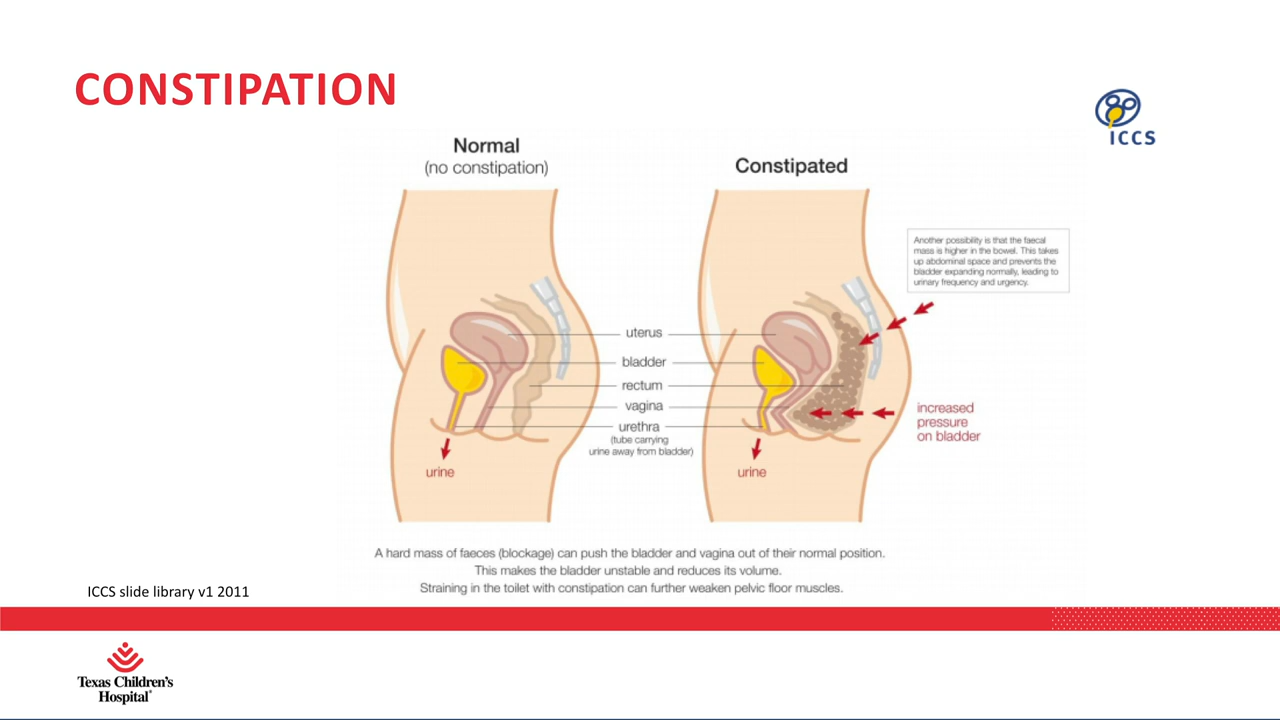 CONSTIPATION
ICCS
Normal
(no constipation)
Constipated
Another possibility is that the faecal
mass is higher in the bowel. This takes
up abdominal space and prevents the
bladder expanding normally, leading to
urinary frequency and urgency.
uterus
bladder
rectum
vagina
urethra
(tube carrying
urine away from bladder)
increased
pressure
on bladder
urine
urine
A hard mass of faeces (blockage) can push the bladder and vagina out of their normal position.
This makes the bladder unstable and reduces its volume.
Straining in the toilet with constipation can further weaken pelvic floor muscles.
ICCS slide library v1 2011
Texas Children's
Hospital®